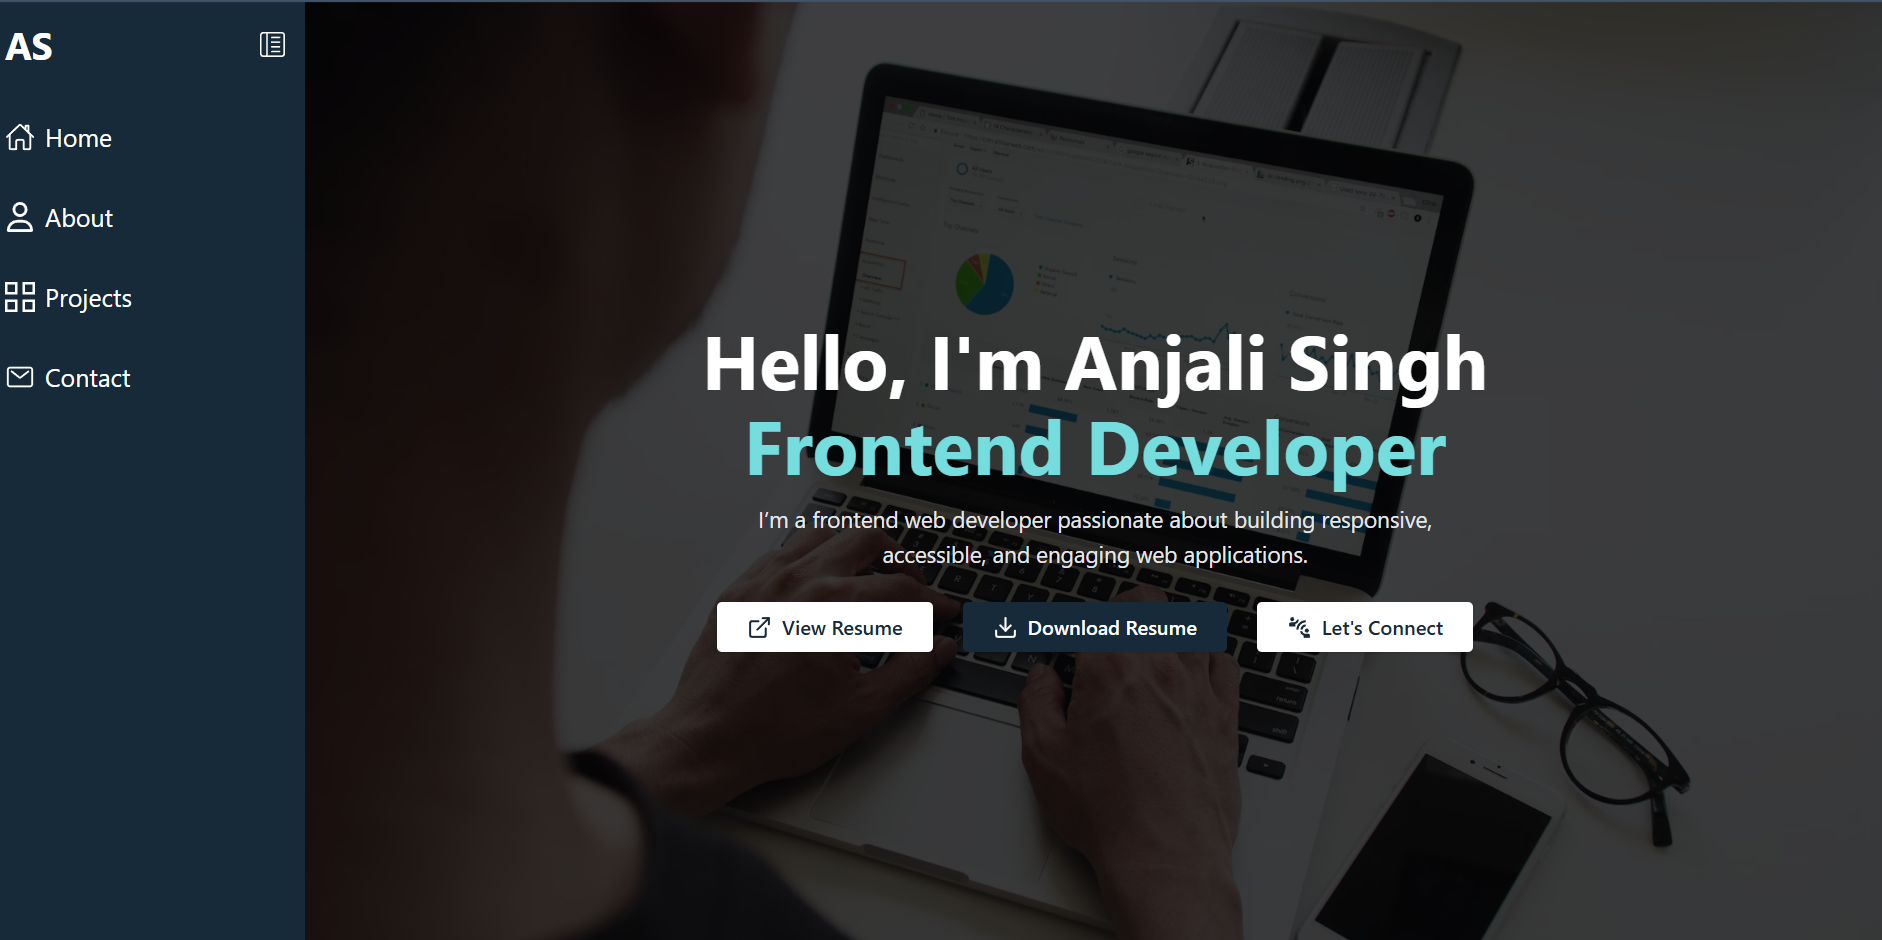 AS
Home
About
Projects
Contact
Hello, I'm Anjali Singh
Frontend Developer
I’m a frontend web developer passionate about building responsive,
accessible, and engaging web applications.
View Resume
Download Resume
Let's Connect